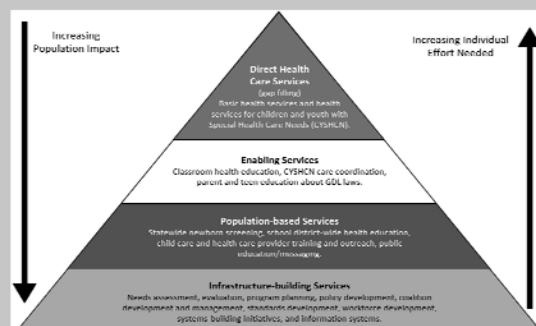 Increasing
Population Impact
Increasing Individual
Effort Needed
Direct Health
Care Services
(gap filling)
Basic health services and health
services for children and youth with
Special Health Care Needs (CYSHCN).
Enabling Services
Classroom health education, CYSHCN care coordination,
parent and teen education about GDL laws.
Population-based Services
Statewide newborn screening, school district-wide health education,
child care and health care provider training and outreach, public
education/messaging.
Infrastructure-building Services
Needs assessment, evaluation, program planning, policy development, coalition
development and management, standards development, workforce development,
systems-building initiatives, and information systems.